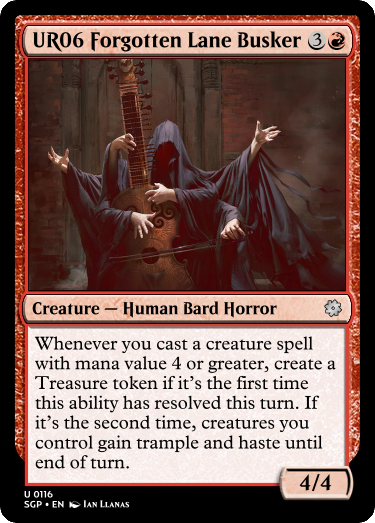 UR06 Forgotten Lane Busker 3
Creature — Human Bard Horror
Whenever you cast a creature spell
with mana value 4 or greater, create a
Treasure token if it's the first time
this ability has resolved this turn. If
it's the second time, creatures you
control gain trample and haste until
end of turn.
4/4
U 0116
SGP • EN Ian Llanas